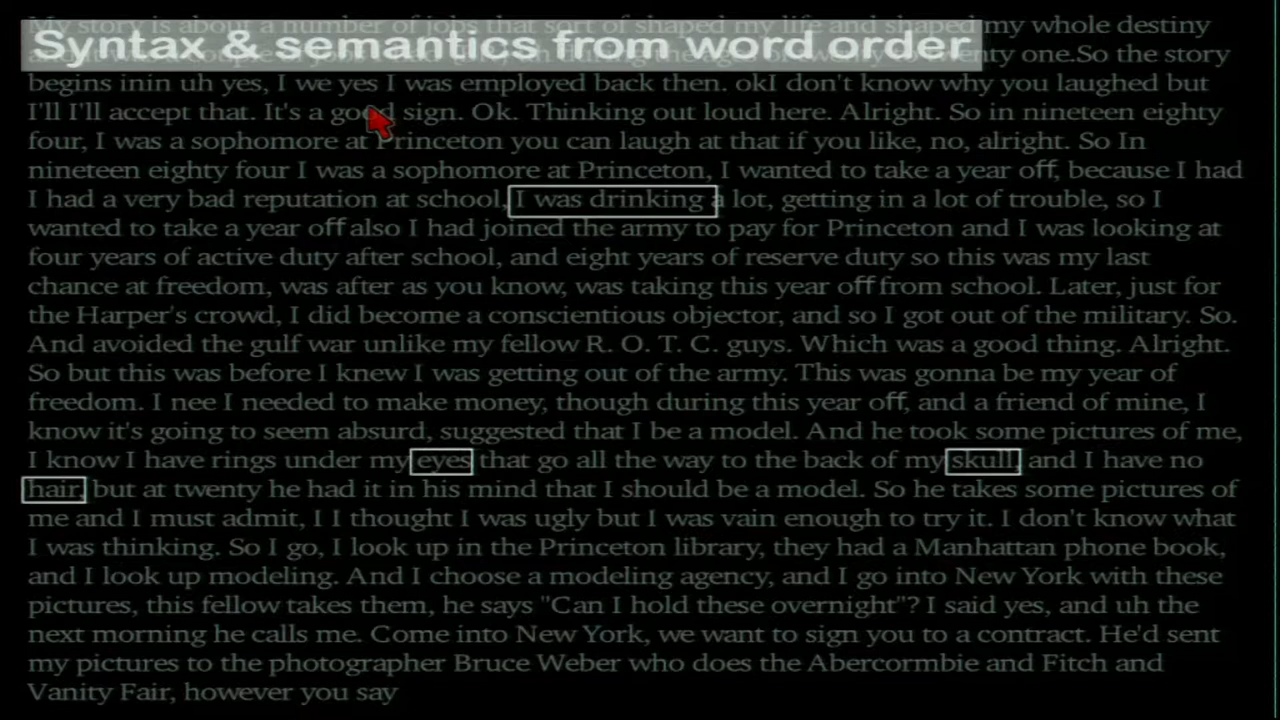 Syntax & semantics from word order
My story is about a number of jobs that sort of shaped my life and shaped my whole destiny
twenty one.So the story
begins inin uh yes, I we yes I was employed back then. okI don't know why you laughed but
I'll I'll accept that. It's a good sign. Ok. Thinking out loud here. Alright. So in nineteen eighty
four, I was a sophomore at Princeton you can laugh at that if you like, no, alright. So In
nineteen eighty four I was a sophomore at Princeton, I wanted to take a year off, because I had
I had a very bad reputation at school, I was drinking a lot, getting in a lot of trouble, so I
wanted to take a year off also I had joined the army to pay for Princeton and I was looking at
four years of active duty after school, and eight years of reserve duty so this was my last
chance at freedom, was after as you know, was taking this year off from school. Later, just for
the Harper's crowd, I did become a conscientious objector, and so I got out of the military. So.
And avoided the gulf war unlike my fellow R. O. T. C. guys. Which was a good thing. Alright.
So but this was before I knew I was getting out of the army. This was gonna be my year of
freedom. I nee I needed to make money, though during this year off, and a friend of mine, I
know it's going to seem absurd, suggested that I be a model. And he took some pictures of me,
I know I have rings under my eyes that go all the way to the back of my skull, and I have no
hair, but at twenty he had it in his mind that I should be a model. So he takes some pictures of
me and I must admit, I I thought I was ugly but I was vain enough to try it. I don't know what
I was thinking. So I go, I look up in the Princeton library, they had a Manhattan phone book,
and I look up modeling. And I choose a modeling agency, and I go into New York with these
pictures, this fellow takes them, he says "Can I hold these overnight"? I said yes, and uh the
next morning he calls me. Come into New York, we want to sign you to a contract. He'd sent
my pictures to the photographer Bruce Weber who does the Abercormbie and Fitch and
Vanity Fair, however you say